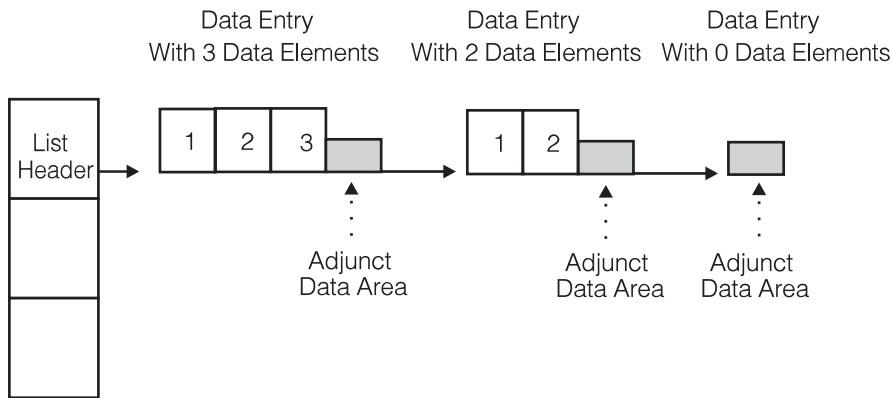 Data Entry
With 3 Data Elements
Data Entry
With 2 Data Elements
Data Entry
With 0 Data Elements
List
Header
1 2 3
1 2
Adjunct
Data Area
Adjunct
Data Area
Adjunct
Data Area